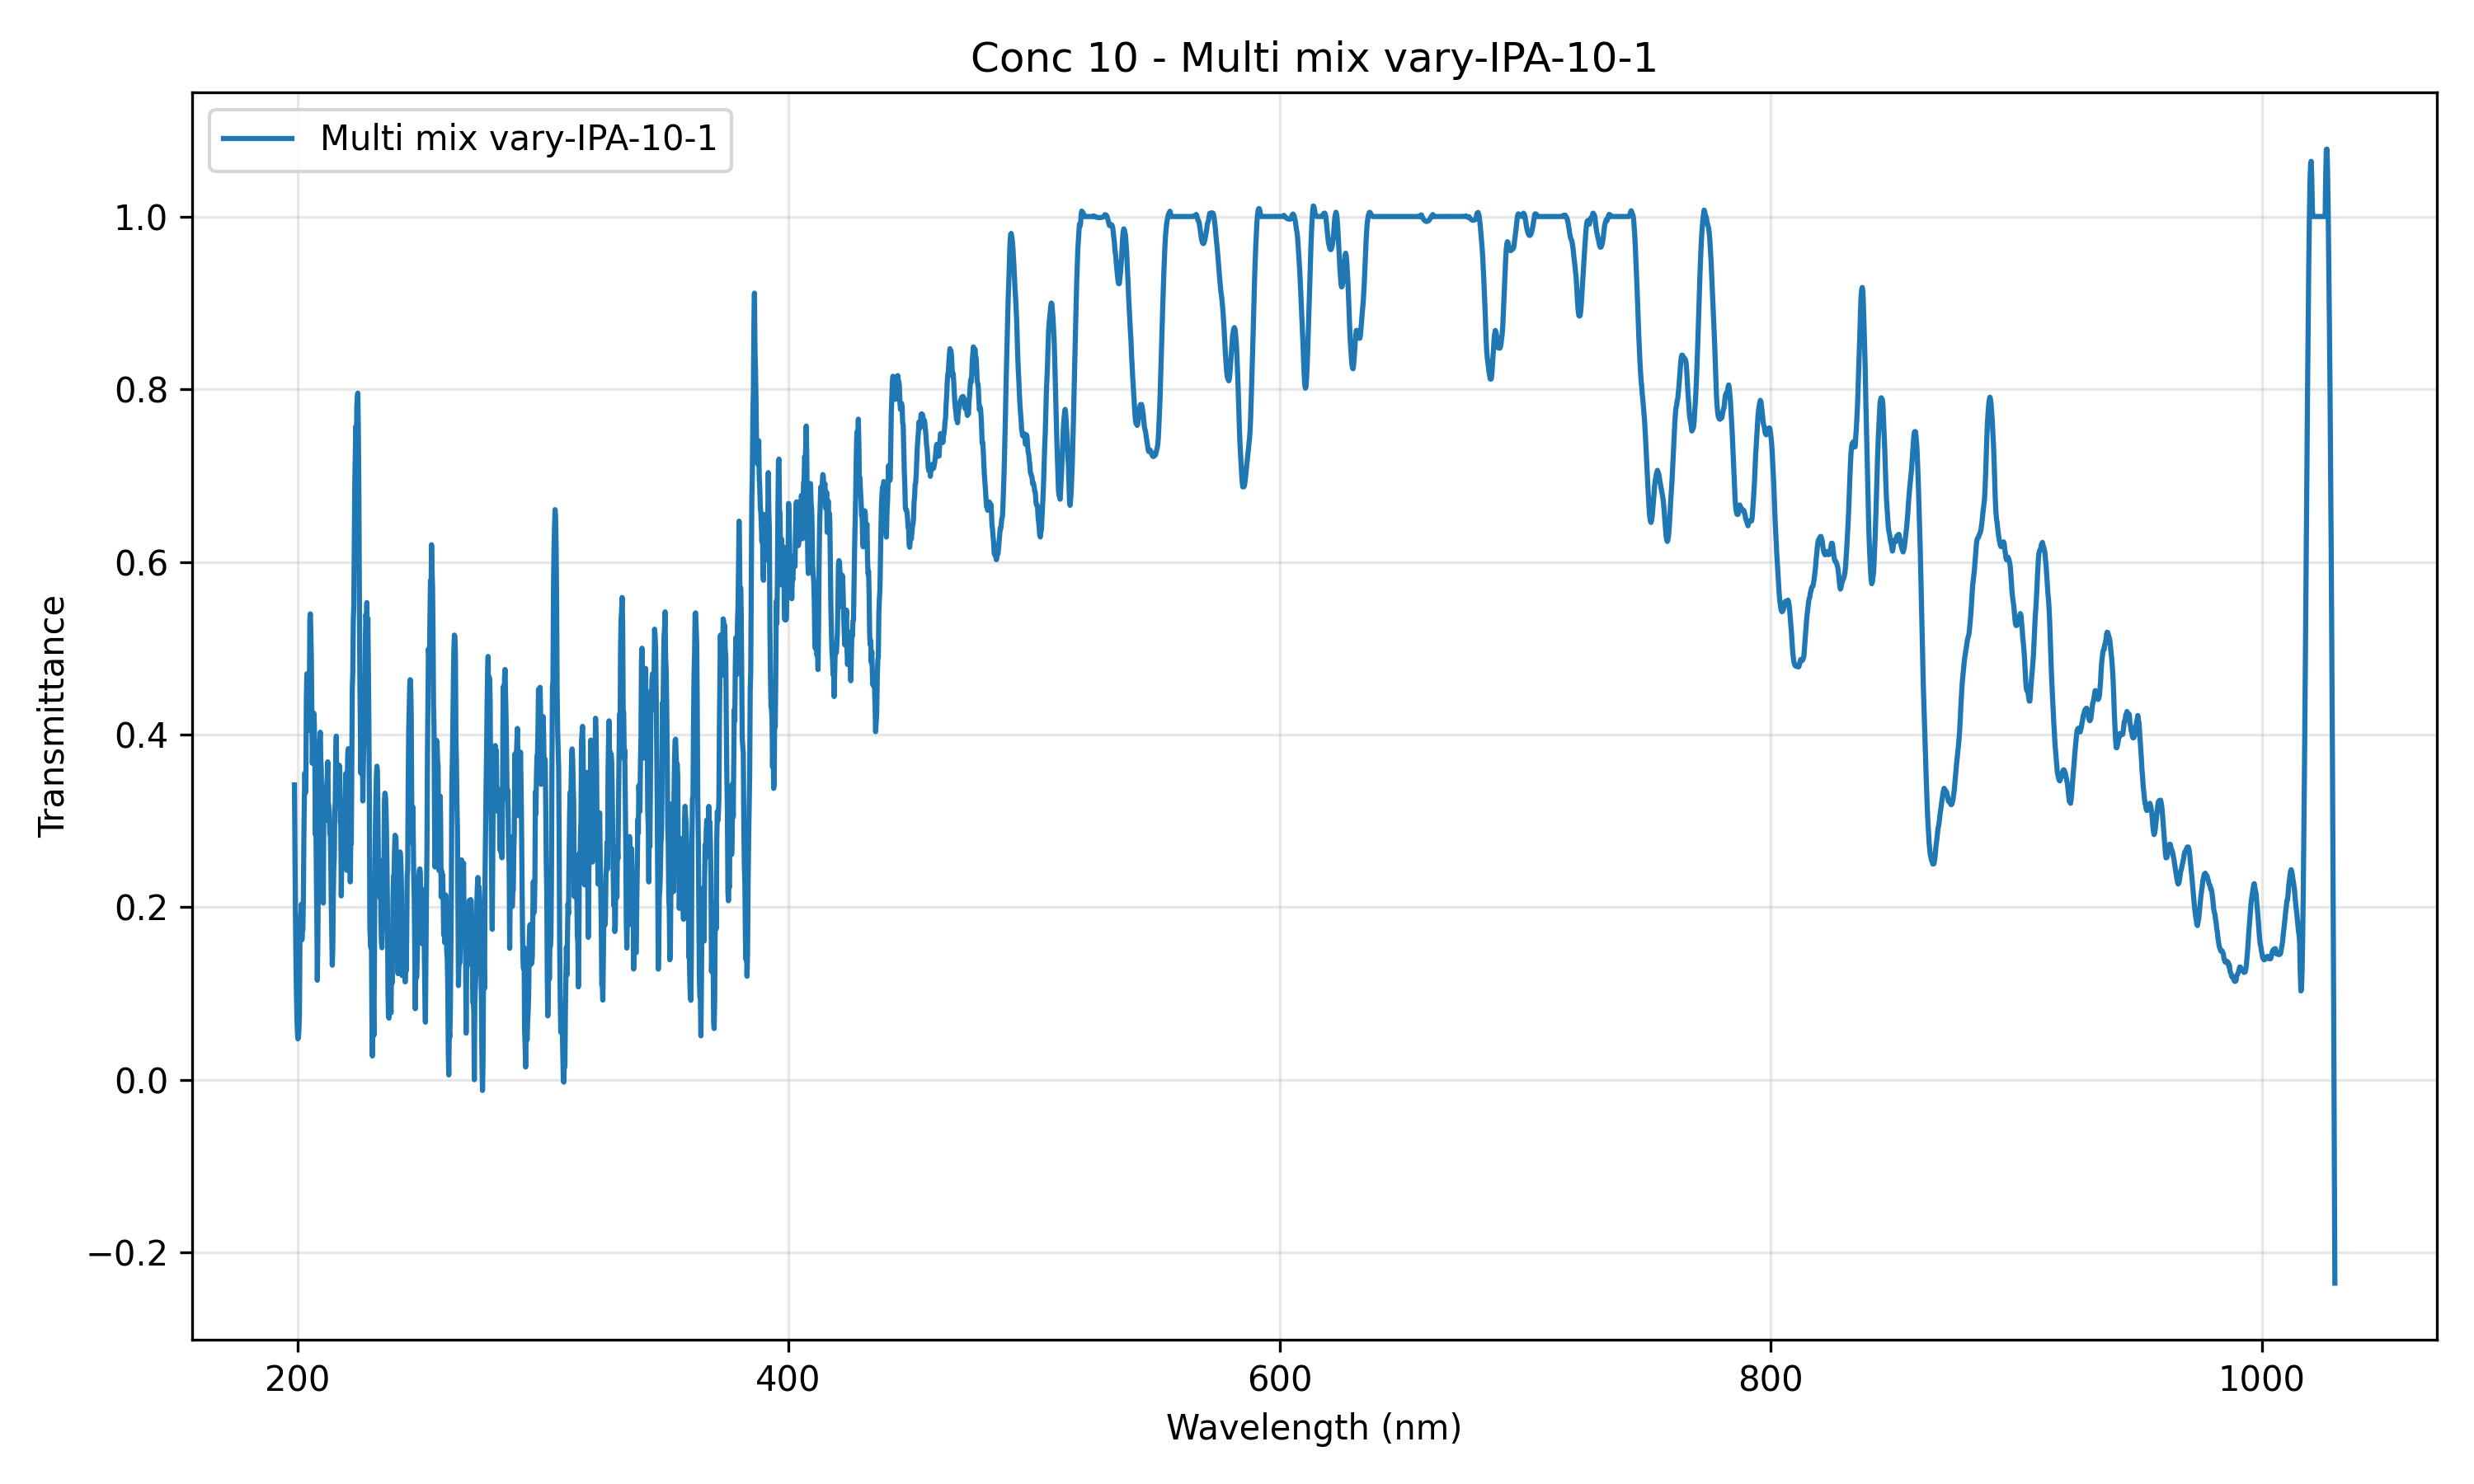 Conc 10 - Multi mix vary-IPA-10-1
Multi mix vary-IPA-10-1
Transmittance
1.0
0.8
0.6
0.4
0.2
0.0
−0.2
200 400 600 800 1000
Wavelength (nm)